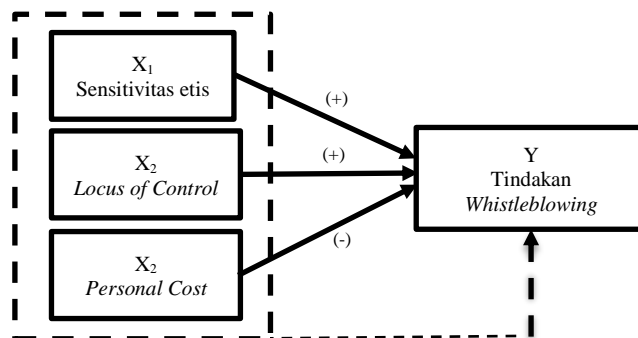 X₁
Sensitivitas etis
(+)
X₂
Locus of Control
(+)
Y
Tindakan
Whistleblowing
X₂
Personal Cost
(-)